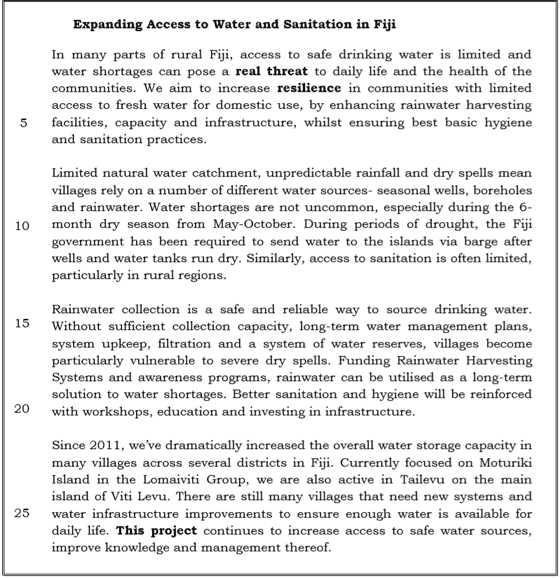 Expanding Access to Water and Sanitation in Fiji
In many parts of rural Fiji, access to safe drinking water is limited and
water shortages can pose a real threat to daily life and the health of the
communities. We aim to increase resilience in communities with limited
access to fresh water for domestic use, by enhancing rainwater harvesting
5 facilities, capacity and infrastructure, whilst ensuring best basic hygiene
and sanitation practices.
Limited natural water catchment, unpredictable rainfall and dry spells mean
villages rely on a number of different water sources- seasonal wells, boreholes
and rainwater. Water shortages are not uncommon, especially during the 6-
10 month dry season from May-October. During periods of drought, the Fiji
government has been required to send water to the islands via barge after
wells and water tanks run dry. Similarly, access to sanitation is often limited,
particularly in rural regions.
Rainwater collection is a safe and reliable way to source drinking water.
15 Without sufficient collection capacity, long-term water management plans,
system upkeep, filtration and a system of water reserves, villages become
particularly vulnerable to severe dry spells. Funding Rainwater Harvesting
Systems and awareness programs, rainwater can be utilised as a long-term
solution to water shortages. Better sanitation and hygiene will be reinforced
20 with workshops, education and investing in infrastructure.
Since 2011, we've dramatically increased the overall water storage capacity in
many villages across several districts in Fiji. Currently focused on Moturiki
Island in the Lomaiviti Group, we are also active in Tailevu on the main
island of Viti Levu. There are still many villages that need new systems and
25 water infrastructure improvements to ensure enough water is available for
daily life. This project continues to increase access to safe water sources,
improve knowledge and management thereof.